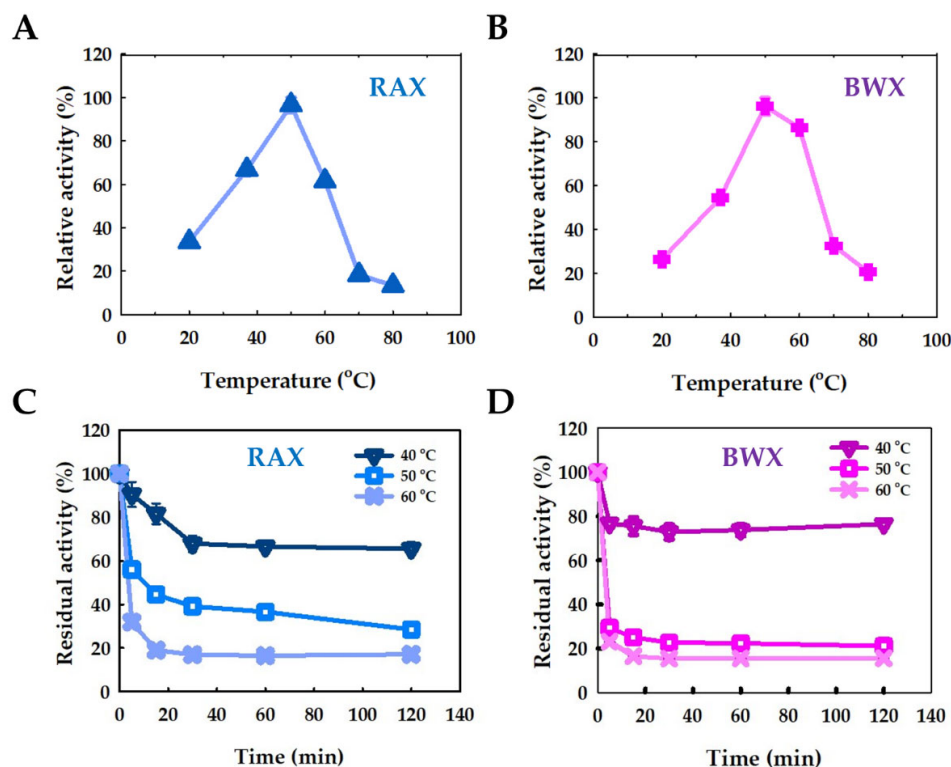 A
RAX
Relative activity (%)
120
100
80
60
40
20
0
0 20 40 60 80 100
Temperature (°C)
B
BWX
Relative activity (%)
120
100
80
60
40
20
0
0 20 40 60 80 100
Temperature (°C)
C
RAX
40 °C
50 °C
60 °C
Residual activity (%)
120
100
80
60
40
20
0
0 20 40 60 80 100 120 140
Time (min)
D
BWX
40 °C
50 °C
60 °C
Residual activity (%)
120
100
80
60
40
20
0
0 20 40 60 80 100 120 140
Time (min)